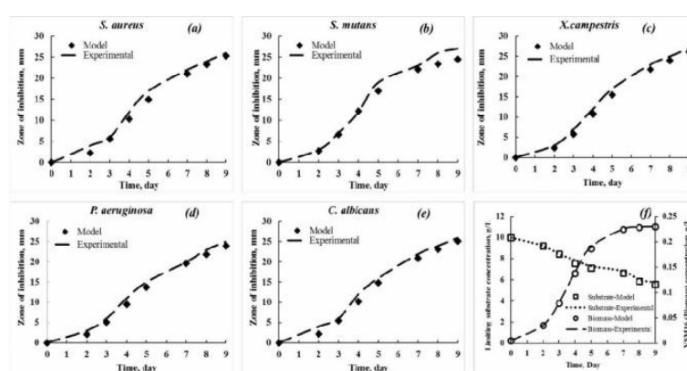 S. aureus (a)
Model
Experimental
Zone of inhibition, mm
30
25
20
15
10
5
0
0 1 2 3 4 5 6 7 8 9
Time, day
S. mutans (b)
Model
Experimental
Zone of inhibition, mm
30
25
20
15
10
5
0
0 1 2 3 4 5 6 7 8 9
Time, day
X.campestris (c)
Model
Experimental
Zone of inhibition, mm
30
25
20
15
10
5
0
0 1 2 3 4 5 6 7 8
Time, day
P. aeruginosa (d)
Model
Experimental
Zone of inhibition, mm
30
25
20
15
10
5
0
0 1 2 3 4 5 6 7 8 9
Time, day
C. albicans (e)
Model
Experimental
Zone of inhibition, mm
30
25
20
15
10
5
0
0 1 2 3 4 5 6 7 8 9
Time, day
(f)
Limiting substrate concentration, g/l
12
10
8
6
4
2
0
0.25
0.2
0.15
0.1
0.05
0
Substrate-Model
Substrate-Experimental
Biomass-Model
Biomass-Experimental
0 1 2 3 4 5 6 7 8 9
Time, Day